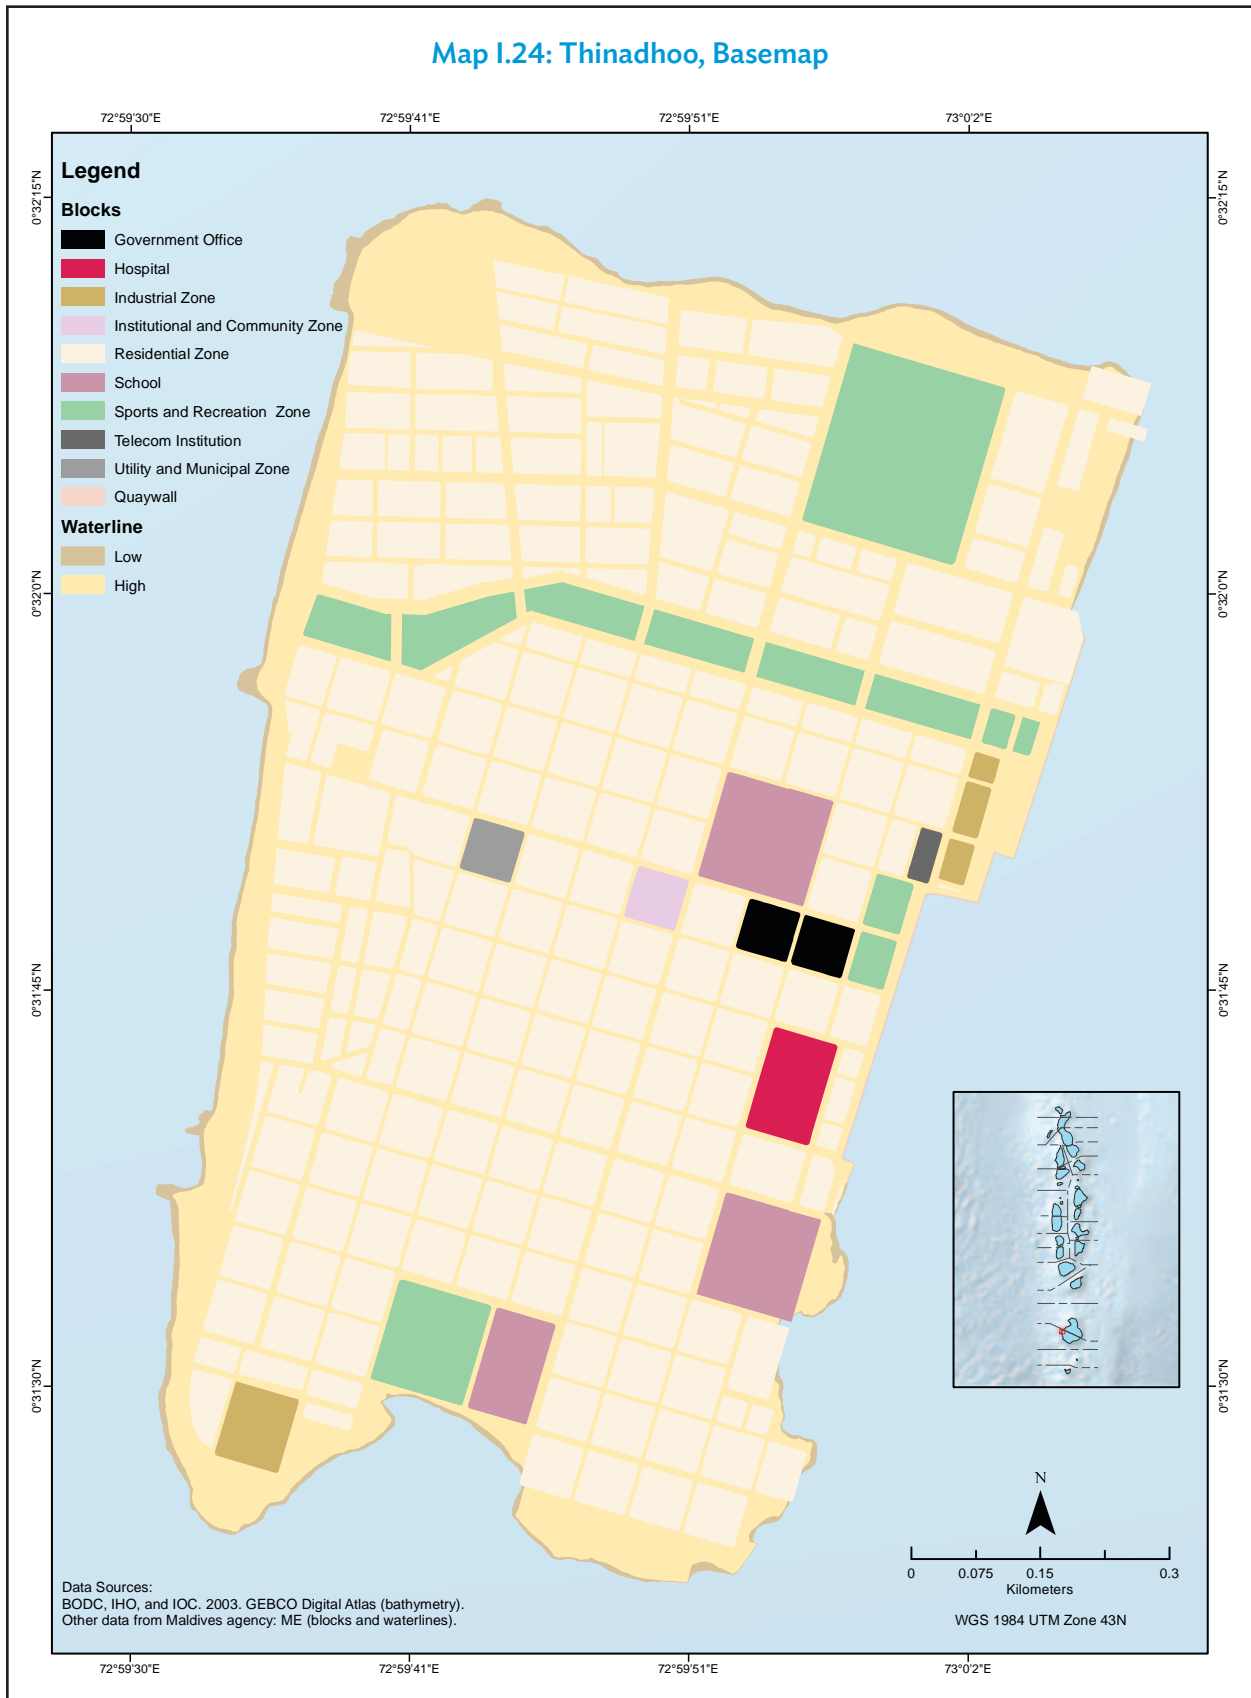 Map I.24: Thinadhoo, Basemap
72°59'30"E 72°59'41"E 72°59'51"E 73°0'2"E
Legend
Blocks
Government Office
Hospital
Industrial Zone
Institutional and Community Zone
Residential Zone
School
Sports and Recreation Zone
Telecom Institution
Utility and Municipal Zone
Quaywall
Waterline
Low
High
0°32'15"N
0°32'0"N
0°31'45"N
0°31'30"N
0°32'15"N
0°32'0"N
0°31'45"N
0°31'30"N
N
0 0.075 0.15 0.3
Kilometers
WGS 1984 UTM Zone 43N
Data Sources:
BODC, IHO, and IOC. 2003. GEBCO Digital Atlas (bathymetry).
Other data from Maldives agency: ME (blocks and waterlines).
72°59'30"E 72°59'41"E 72°59'51"E 73°0'2"E